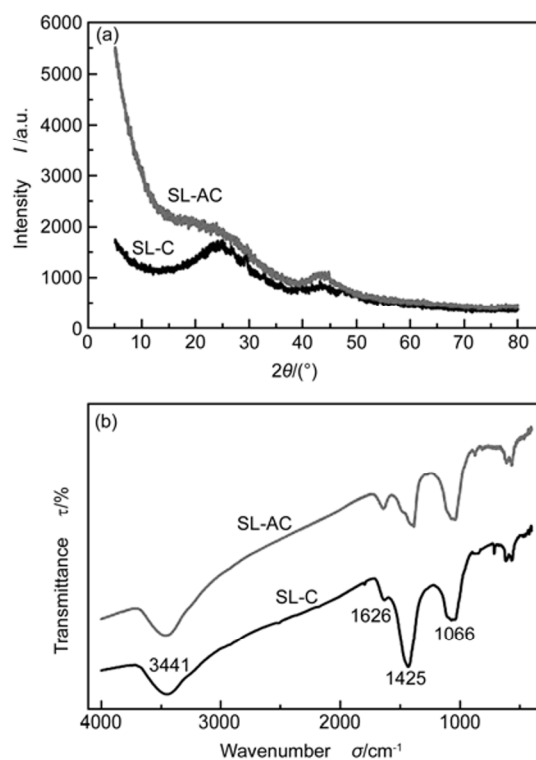 (a)
6000
5000
4000
3000
2000
1000
0
Intensity I /a.u.
SL-AC
SL-C
0 10 20 30 40 50 60 70 80
2θ/(°)
(b)
Transmittance τ/%
SL-AC
SL-C
3441
1626
1425
1066
4000 3000 2000 1000
Wavenumber σ/cm⁻¹